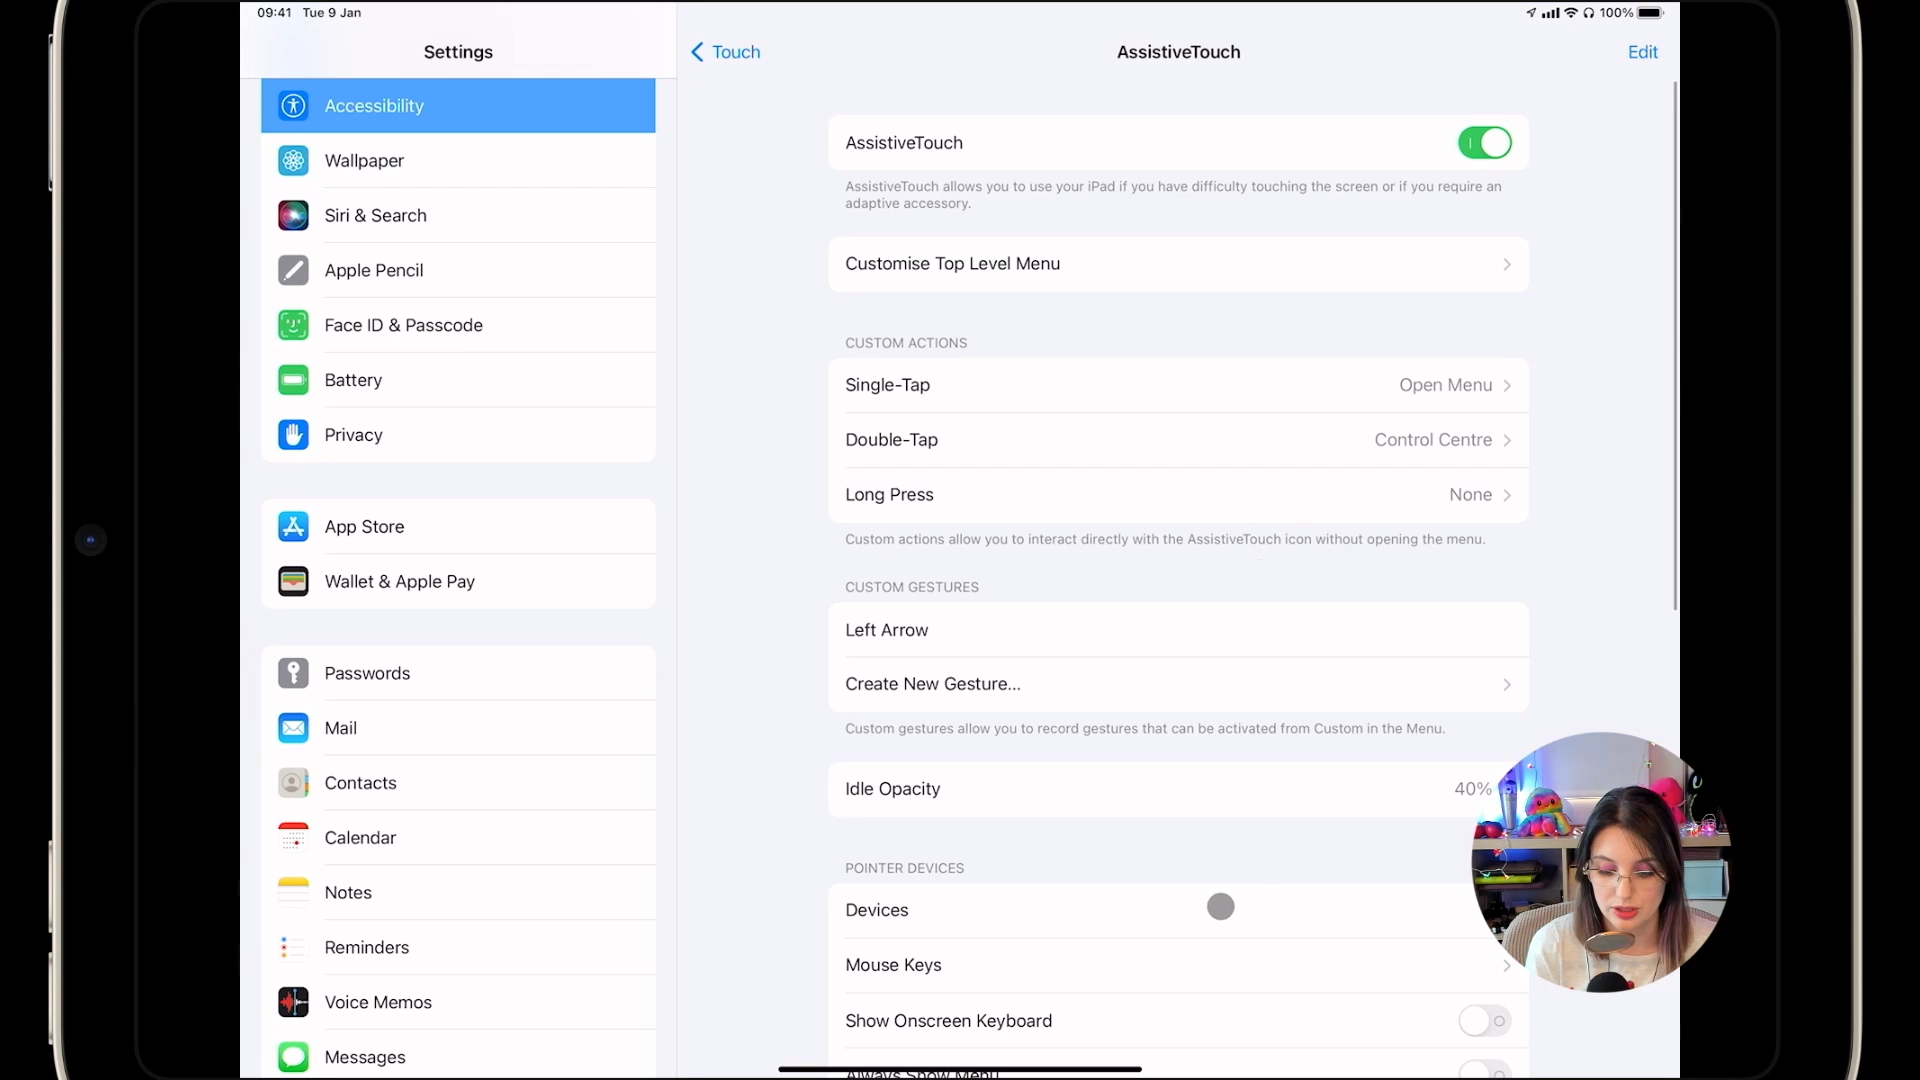 09:41 Tue 9 Jan
100%
Settings
Accessibility
Wallpaper
Siri & Search
Apple Pencil
Face ID & Passcode
Battery
Privacy
App Store
Wallet & Apple Pay
Passwords
Mail
Contacts
Calendar
Notes
Reminders
Voice Memos
Messages
Touch
AssistiveTouch
Edit
AssistiveTouch
AssistiveTouch allows you to use your iPad if you have difficulty touching the screen or if you require an
adaptive accessory.
Customise Top Level Menu
CUSTOM ACTIONS
Single-Tap Open Menu
Double-Tap Control Centre
Long Press None
Custom actions allow you to interact directly with the AssistiveTouch icon without opening the menu.
CUSTOM GESTURES
Left Arrow
Create New Gesture...
Custom gestures allow you to record gestures that can be activated from Custom in the Menu.
Idle Opacity 40%
POINTER DEVICES
Devices
Mouse Keys
Show Onscreen Keyboard
Always Show Menu